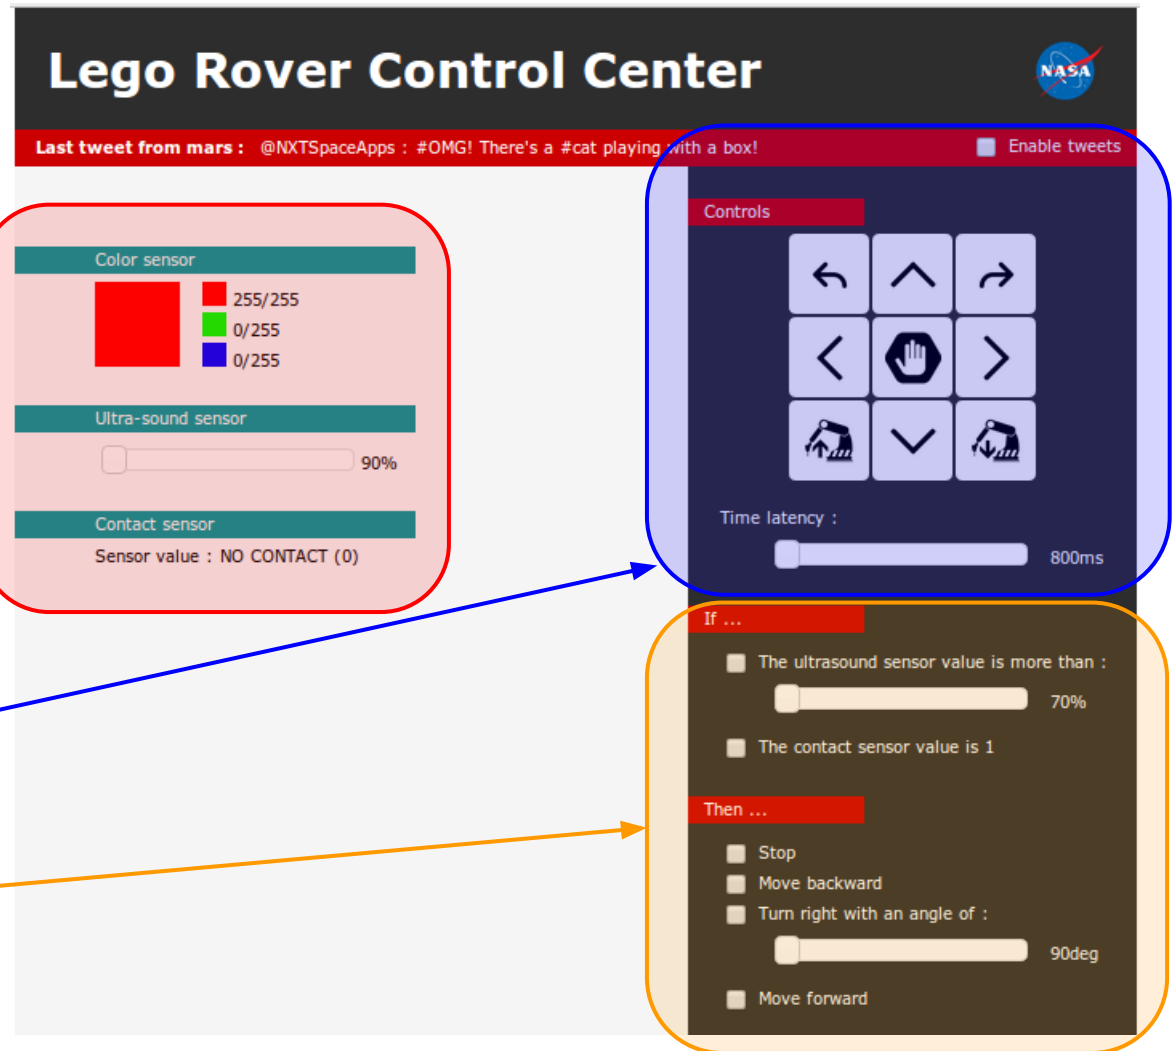 Lego Rover Control Center
NASA
Last tweet from mars : @NXTSpaceApps : #OMG! There's a #cat playing with a box!
Enable tweets
Color sensor
255/255
0/255
0/255
Ultra-sound sensor
90%
Contact sensor
Sensor value : NO CONTACT (0)
Controls
Time latency :
800ms
If ...
The ultrasound sensor value is more than :
70%
The contact sensor value is 1
Then ...
Stop
Move backward
Turn right with an angle of :
90deg
Move forward